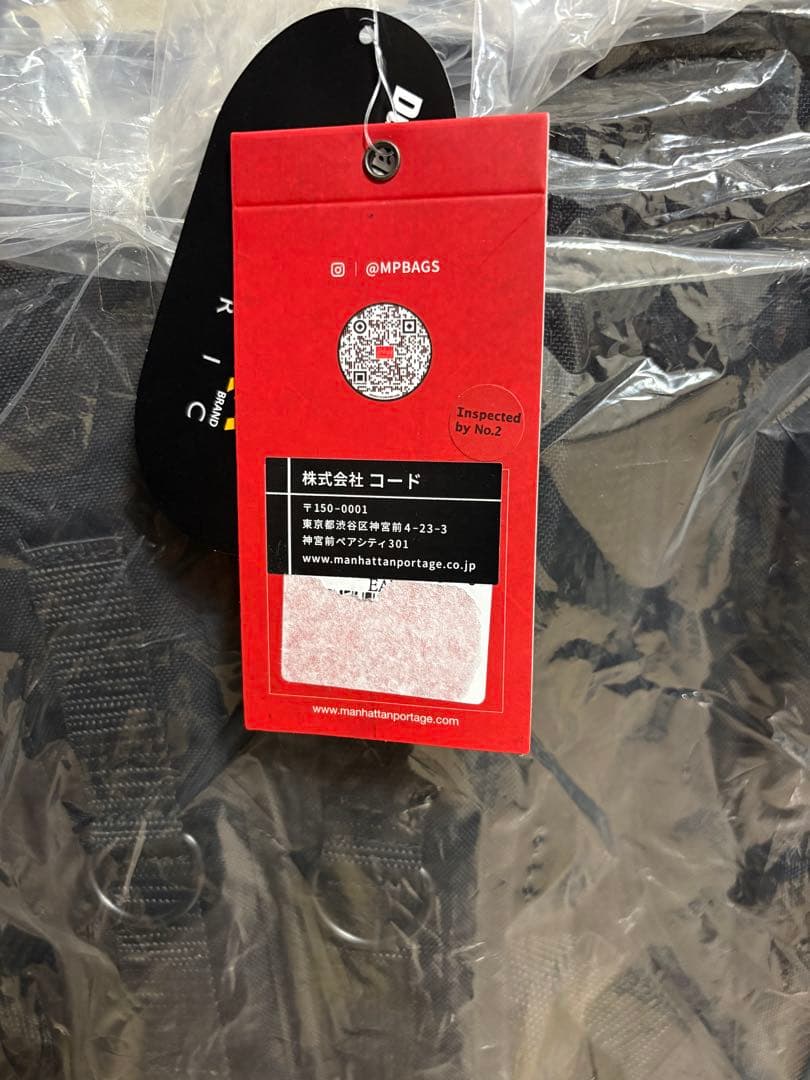 R
I
C
BRAND
@MPBAGS
Inspected
by No.2
株式会社 コード
〒150-0001
東京都渋谷区神宮前4-23-3
神宮前ペアシティ301
www.manhattanportage.co.jp
www.manhattanportage.com